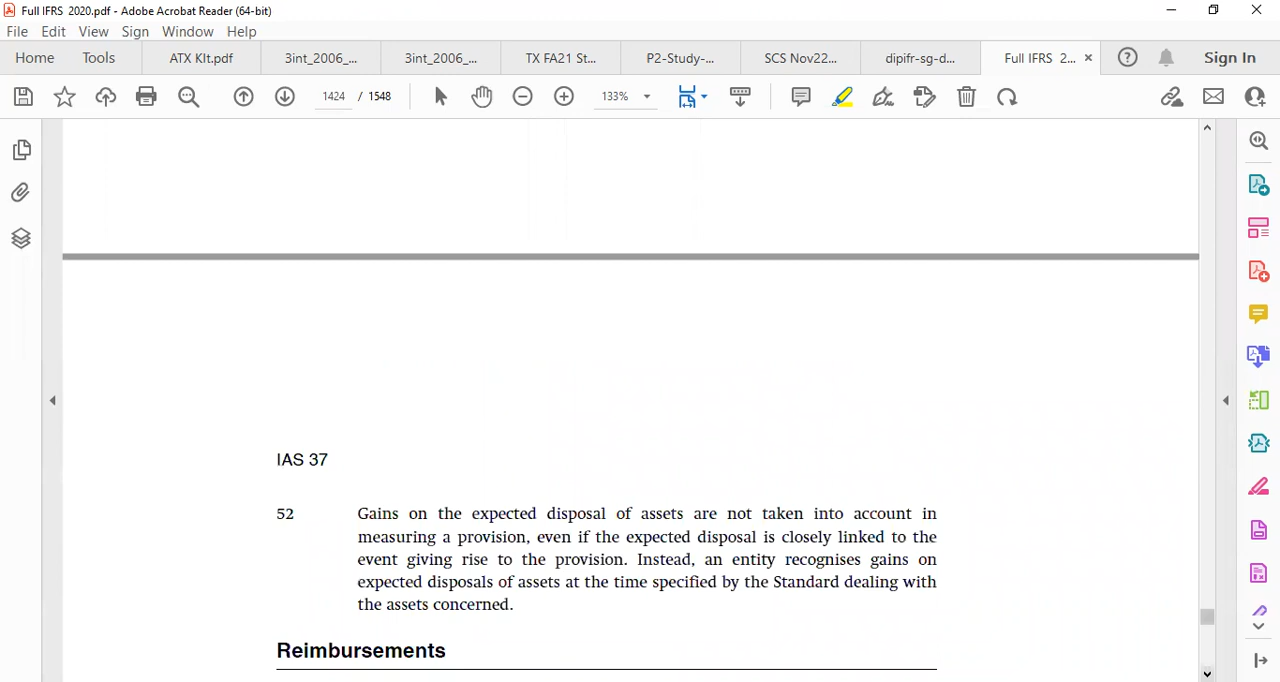 Full IFRS 2020.pdf - Adobe Acrobat Reader (64-bit)
File Edit View Sign Window Help
Home Tools ATX KIt.pdf 3int_2006_... 3int_2006_... TX FA21 St... P2-Study-... SCS Nov22... dipifr-sg-d... Full IFRS 2... × Sign In
1424 / 1548 133%
IAS 37
52 Gains on the expected disposal of assets are not taken into account in
measuring a provision, even if the expected disposal is closely linked to the
event giving rise to the provision. Instead, an entity recognises gains on
expected disposals of assets at the time specified by the Standard dealing with
the assets concerned.
Reimbursements